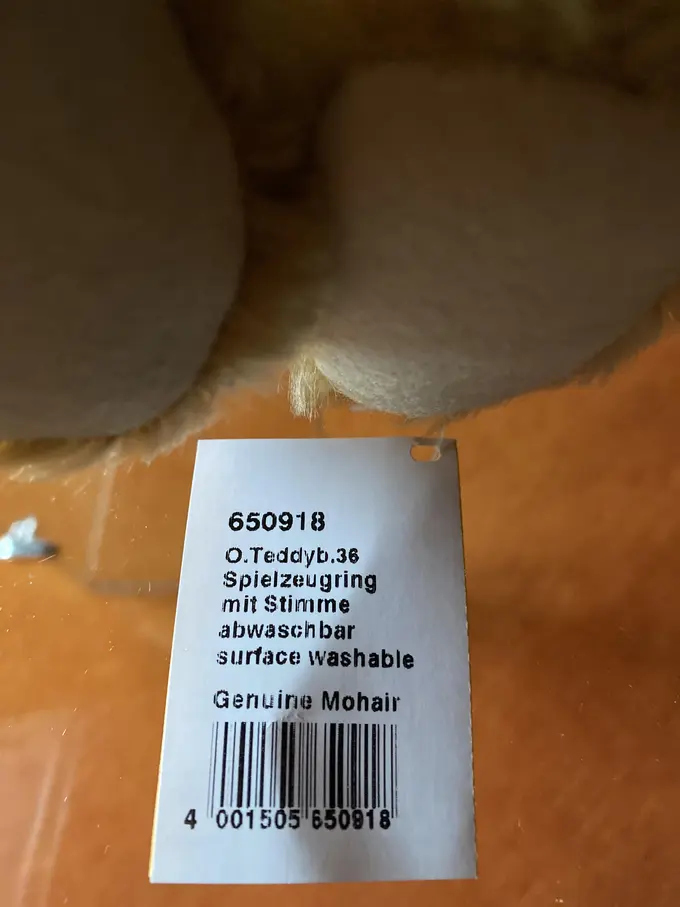 650918
O.Teddyb.36
Spielzeugring
mit Stimme
abwaschbar
surface washable
Genuine Mohair
4 001505 650918